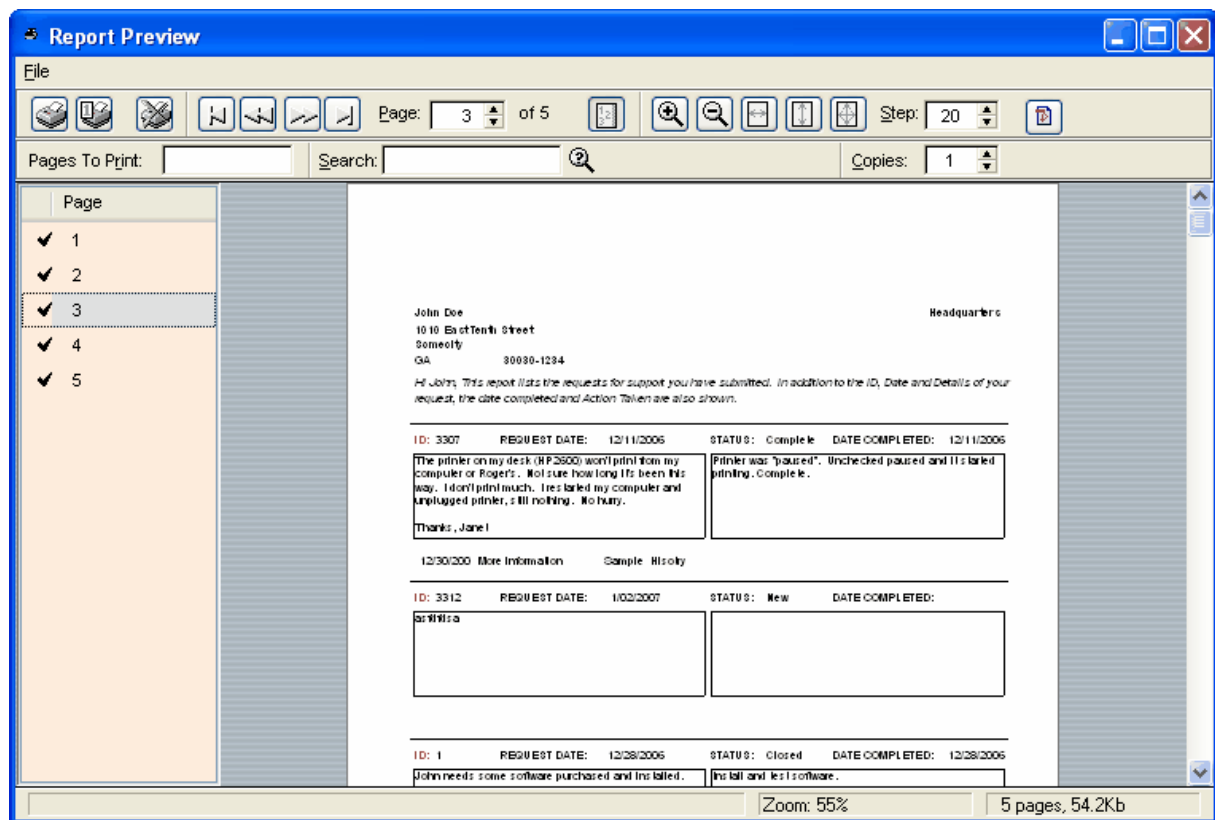 Report Preview
File
Page: 3 of 5 Step: 20
Pages To Print: Search: Copies: 1
Page
1
2
3
4
5
John Doe Headquarters
1010 East Tenth Street
Somecity
GA 30030-1234
Hi John, This report lists the requests for support you have submitted. In addition to the ID, Date and Details of your
request, the date completed and Action Taken are also shown.
ID: 3307 REQUEST DATE: 12/11/2006 STATUS: Complete DATE COMPLETED: 12/11/2006
The printer on my desk (HP2600) won't print from my
computer or Roger's. Not sure how long it's been this
way. I don't print much. I restarted my computer and
unplugged printer, still nothing. No hurry.
Thanks, Janet
Printer was "paused". Unchecked paused and it started
printing. Complete.
12/30/200 More Information Sample Hisotry
ID: 3312 REQUEST DATE: 1/02/2007 STATUS: New DATE COMPLETED:
ID: 1 REQUEST DATE: 12/28/2006 STATUS: Closed DATE COMPLETED: 12/28/2006
John needs some software purchased and installed.
Install and test software.
Zoom: 55% 5 pages, 54.2Kb